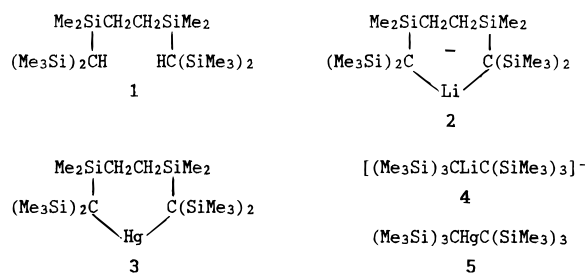 Me2SiCH2CH2SiMe2
(Me3Si)2CH HC(SiMe3)2
1
Me2SiCH2CH2SiMe2
−
(Me3Si)2C C(SiMe3)2
Li
2
Me2SiCH2CH2SiMe2
(Me3Si)2C C(SiMe3)2
Hg
3
[(Me3Si)3CLiC(SiMe3)3]−
4
(Me3Si)3CHgC(SiMe3)3
5